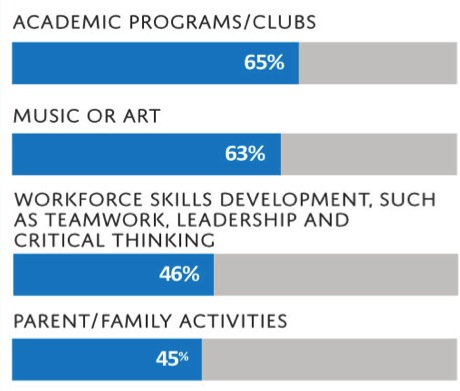 ACADEMIC PROGRAMS/CLUBS
65%
MUSIC OR ART
63%
WORKFORCE SKILLS DEVELOPMENT, SUCH
AS TEAMWORK, LEADERSHIP AND
CRITICAL THINKING
46%
PARENT/FAMILY ACTIVITIES
45%